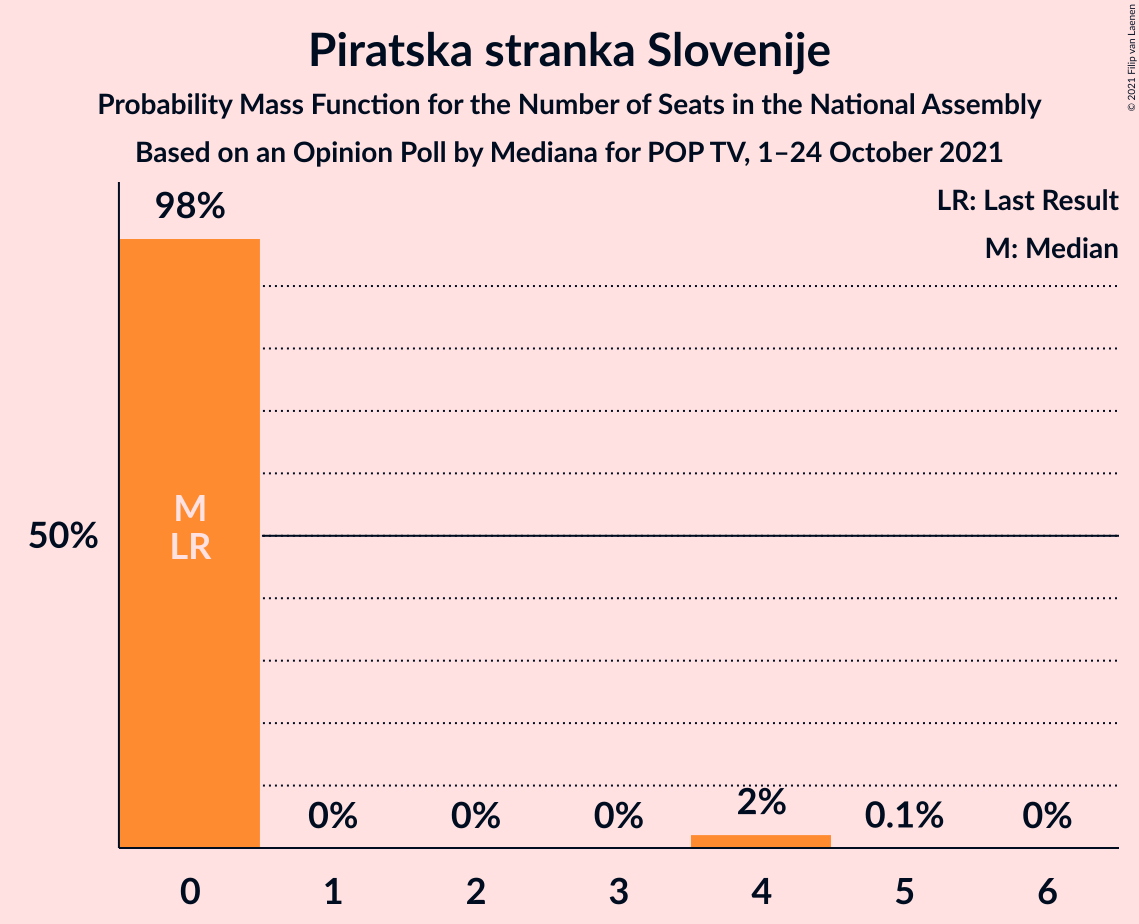 Piratska stranka Slovenije
Probability Mass Function for the Number of Seats in the National Assembly
Based on an Opinion Poll by Mediana for POP TV, 1–24 October 2021
© 2021 Filip van Laenen
LR: Last Result
M: Median
98%
M
LR
50%
0%
0%
0%
2%
0.1%
0%
0
1
2
3
4
5
6